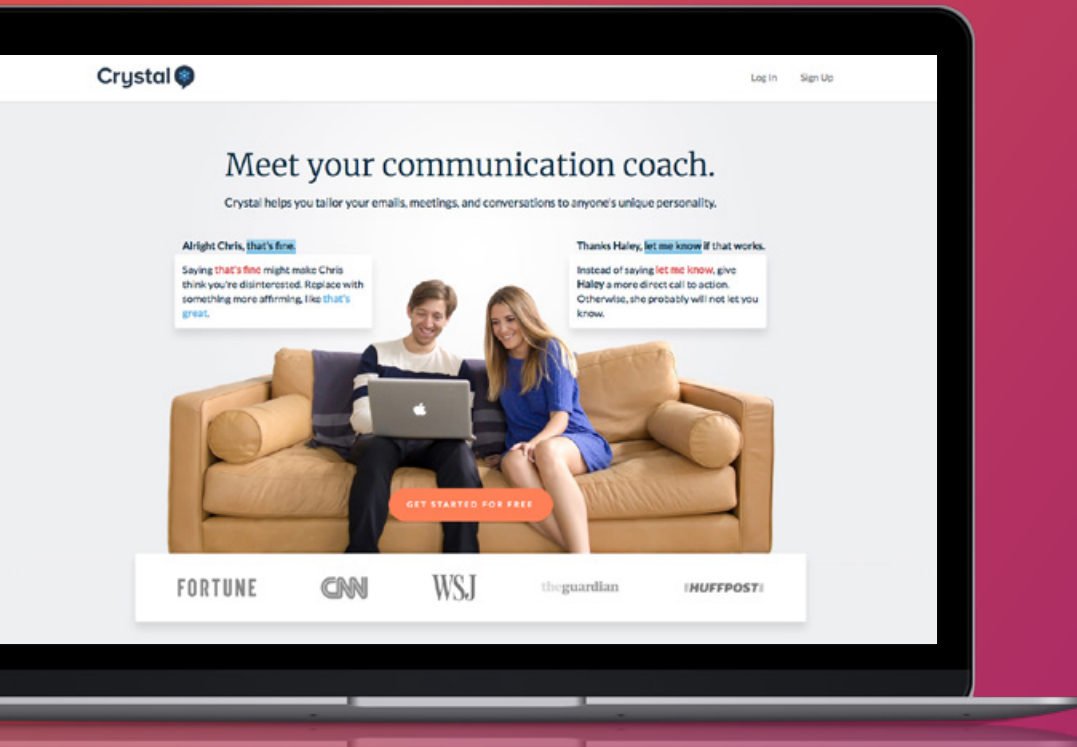 Crystal
Log In Sign Up
Meet your communication coach.
Crystal helps you tailor your emails, meetings, and conversations to anyone's unique personality.
Alright Chris, that's fine.
Saying that's fine might make Chris
think you're disinterested. Replace with
something more affirming, like that's
great.
Thanks Haley, let me know if that works.
Instead of saying let me know, give
Haley a more direct call to action.
Otherwise, she probably will not let you
know.
GET STARTED FOR FREE
FORTUNE CNN WSJ theguardian HUFFPOST